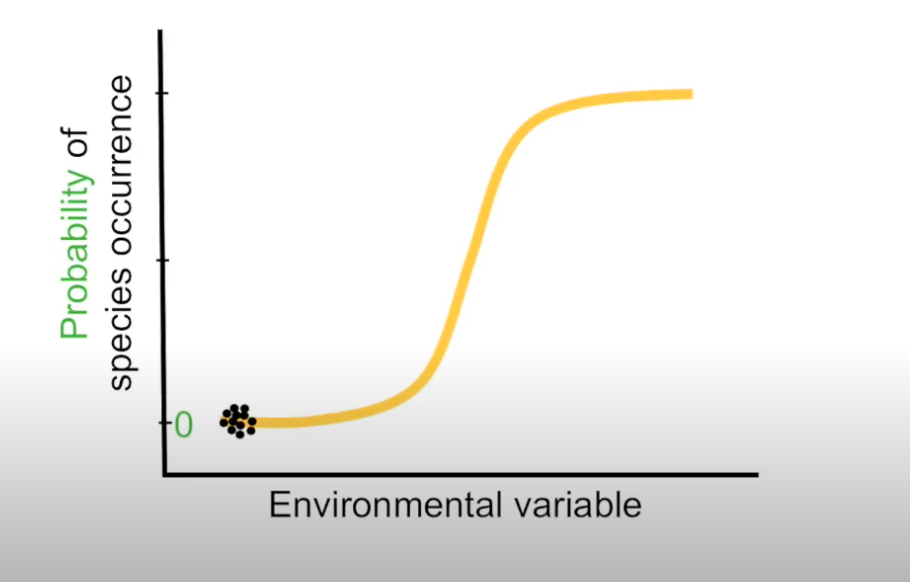 Probability of
species occurrence
0
Environmental variable